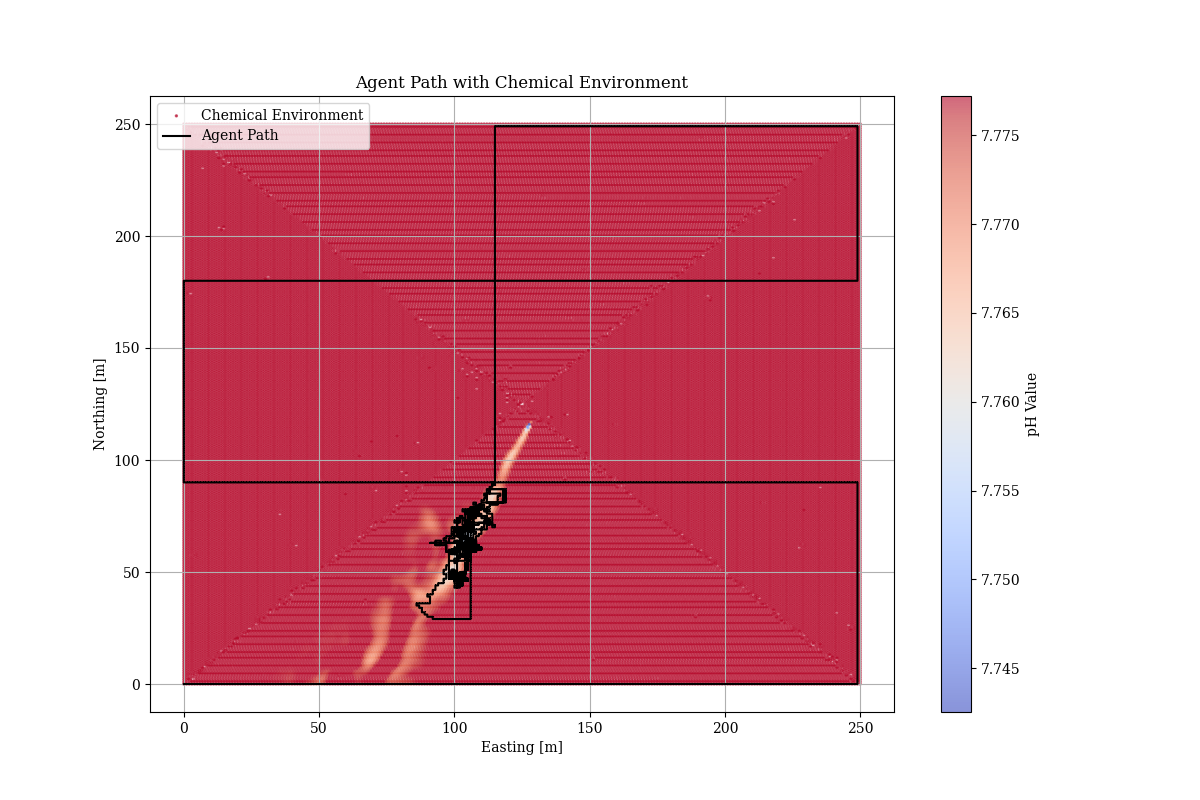 Agent Path with Chemical Environment
Chemical Environment
Agent Path
250
200
150
100
50
0
Northing [m]
0 50 100 150 200 250
Easting [m]
7.775
7.770
7.765
7.760
7.755
7.750
7.745
pH Value